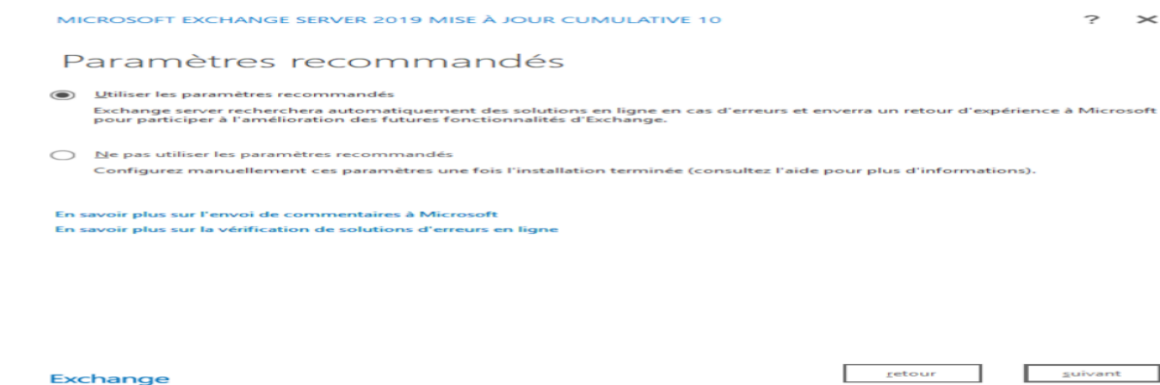 MICROSOFT EXCHANGE SERVER 2019 MISE À JOUR CUMULATIVE 10
?
Paramètres recommandés
Utiliser les paramètres recommandés
Exchange server recherchera automatiquement des solutions en ligne en cas d'erreurs et enverra un retour d'expérience à Microsoft
pour participer à l'amélioration des futures fonctionnalités d'Exchange.
Ne pas utiliser les paramètres recommandés
Configurez manuellement ces paramètres une fois l'installation terminée (consultez l'aide pour plus d'informations).
En savoir plus sur l'envoi de commentaires à Microsoft
En savoir plus sur la vérification de solutions d'erreurs en ligne
Exchange
retour
suivant